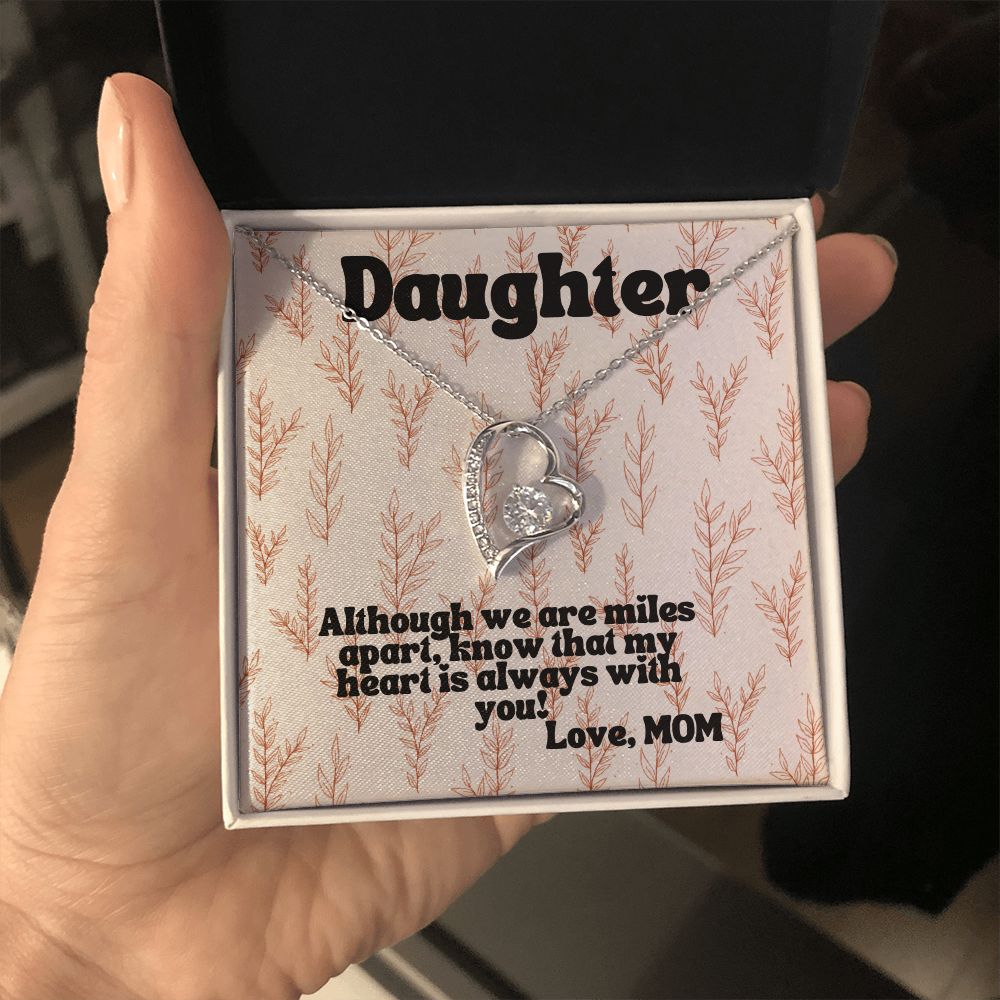 Daughter
Although we are miles
apart, know that my
heart is always with
you!
Love, MOM